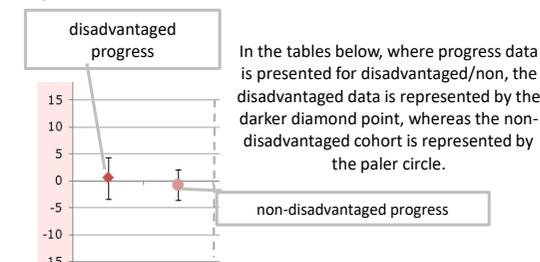 disadvantaged
progress
In the tables below, where progress data
is presented for disadvantaged/non, the
disadvantaged data is represented by the
darker diamond point, whereas the non-
disadvantaged cohort is represented by
the paler circle.
15
10
5
0
-5
-10
-15
non-disadvantaged progress